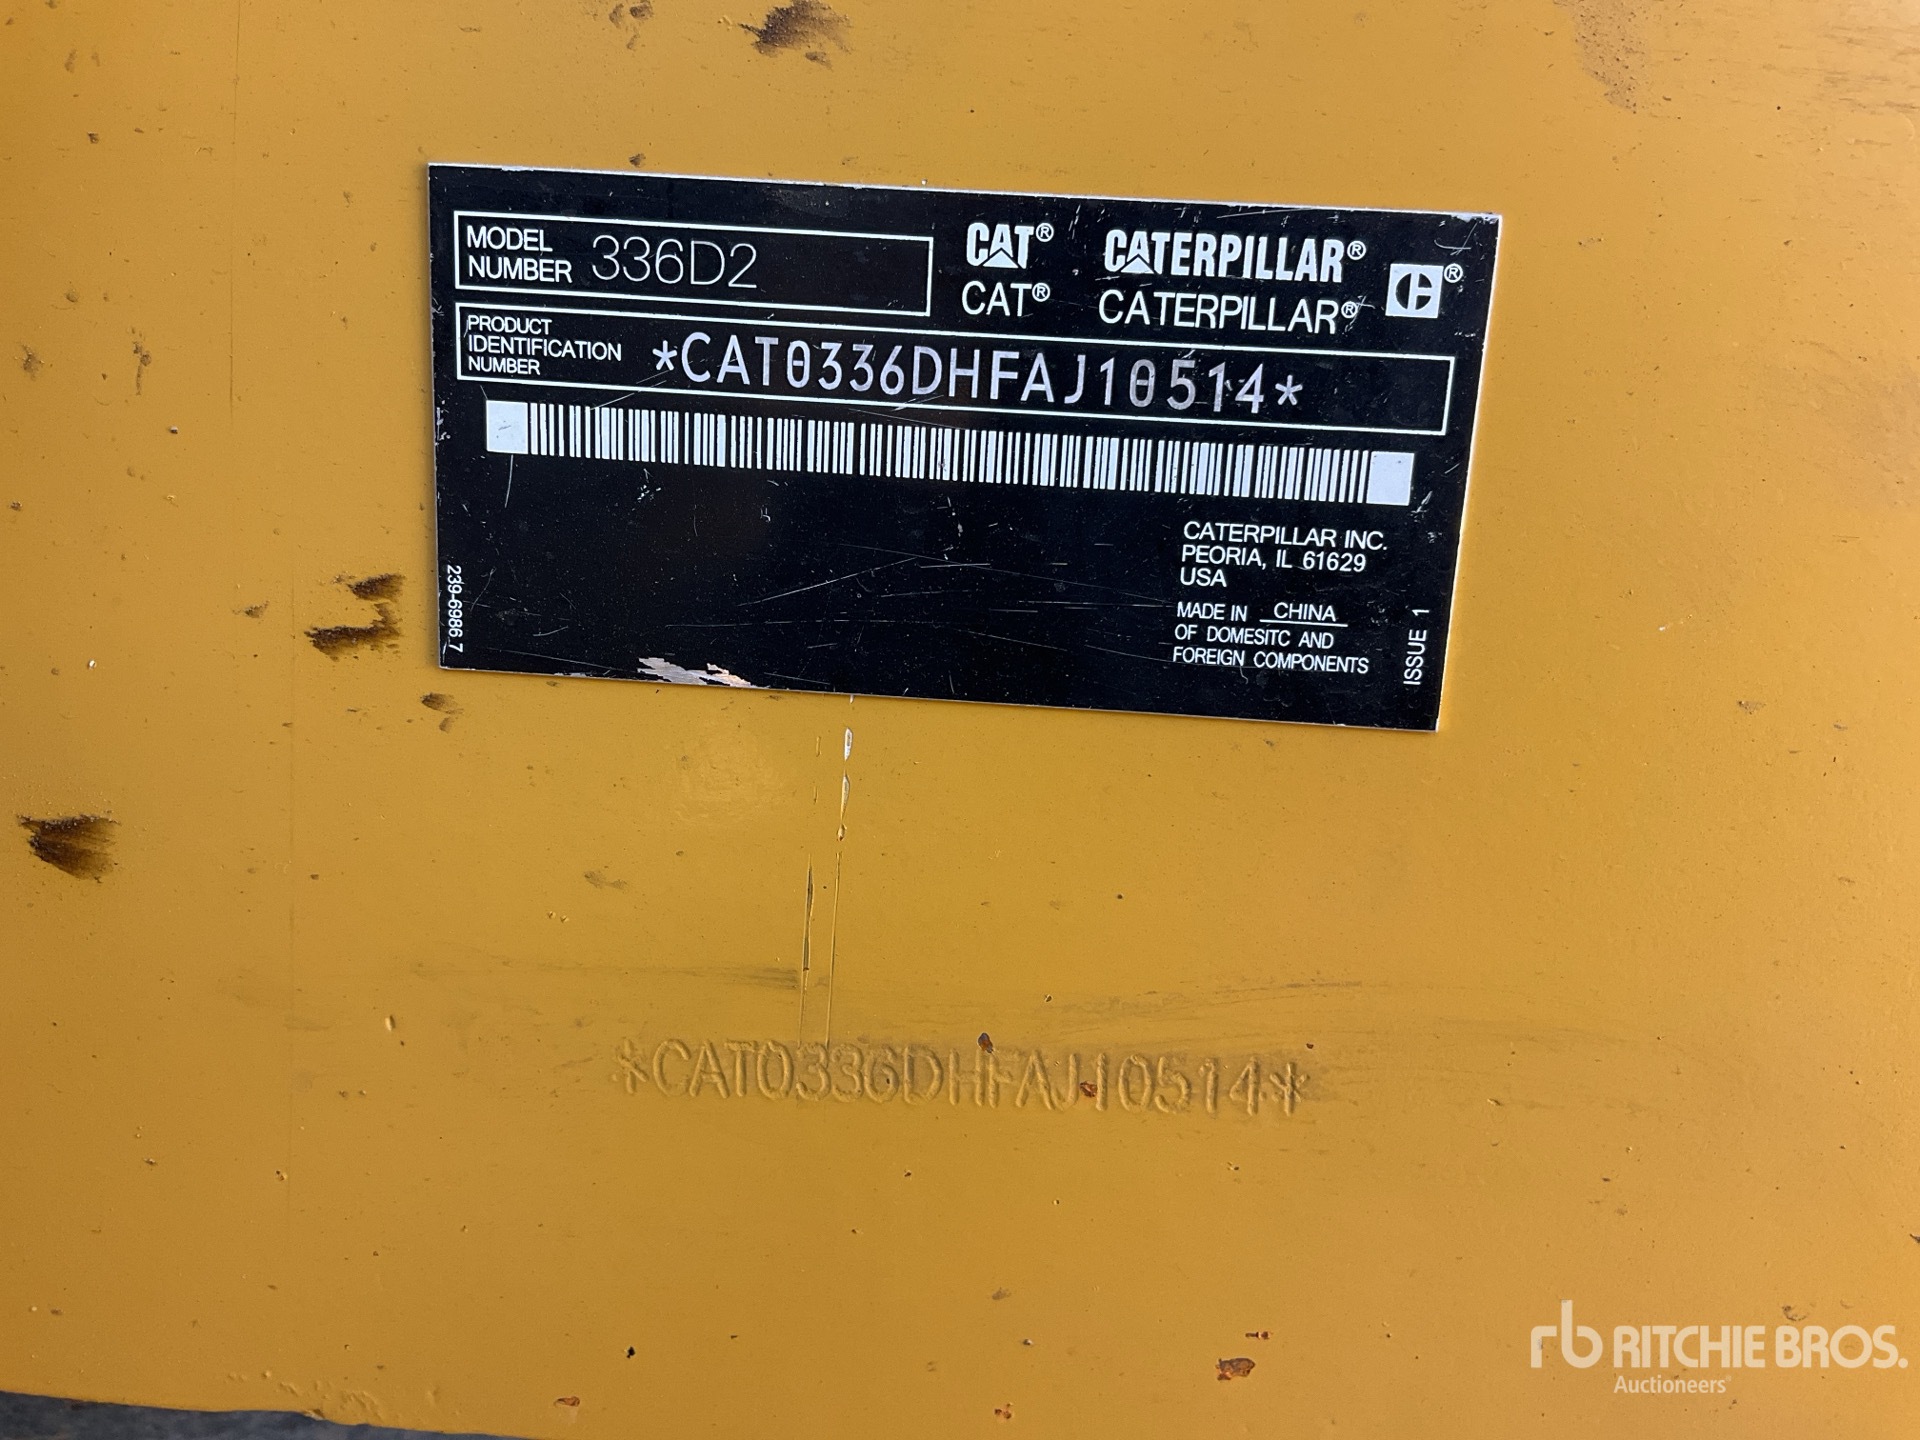 MODEL NUMBER 336D2
CAT® CATERPILLAR® ®
CAT® CATERPILLAR®
PRODUCT
IDENTIFICATION
NUMBER
*CAT0336DHFAJ10514*
CATERPILLAR INC.
PEORIA, IL 61629
USA
MADE IN CHINA
OF DOMESITC AND
FOREIGN COMPONENTS
239-6986 7
ISSUE 1
*CAT0336DHFAJ10514*
rb RITCHIE BROS.
Auctioneers®